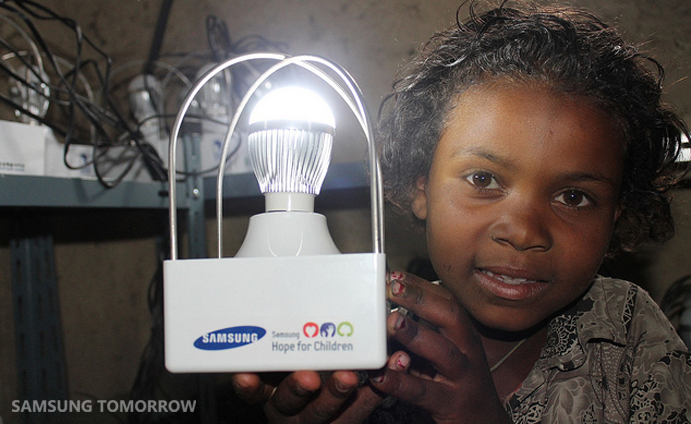 SAMSUNG
Samsung
Hope for Children
SAMSUNG TOMORROW